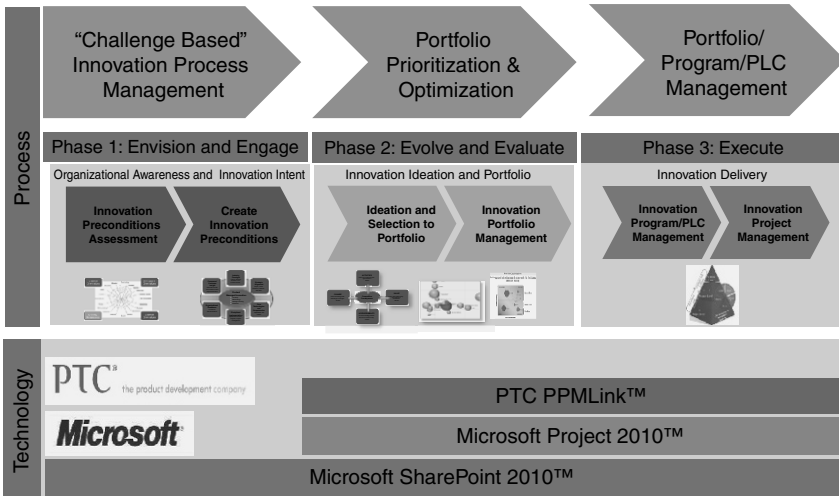 “Challenge Based”
Innovation Process
Management
Portfolio
Prioritization &
Optimization
Portfolio/
Program/PLC
Management
Process
Phase 1: Envision and Engage
Phase 2: Evolve and Evaluate
Phase 3: Execute
Organizational Awareness and Innovation Intent
Innovation Ideation and Portfolio
Innovation Delivery
Innovation
Preconditions
Assessment
Create
Innovation
Preconditions
Ideation and
Selection to
Portfolio
Innovation
Portfolio
Management
Innovation
Program/PLC
Management
Innovation
Project
Management
Technology
PTC®
the product development company
Microsoft®
PTC PPMLink™
Microsoft Project 2010™
Microsoft SharePoint 2010™